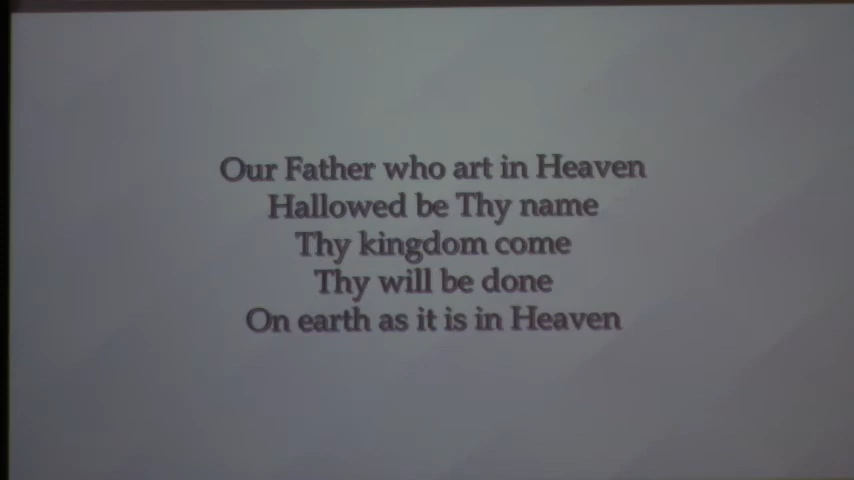 Our Father who art in Heaven
Hallowed be Thy name
Thy kingdom come
Thy will be done
On earth as it is in Heaven